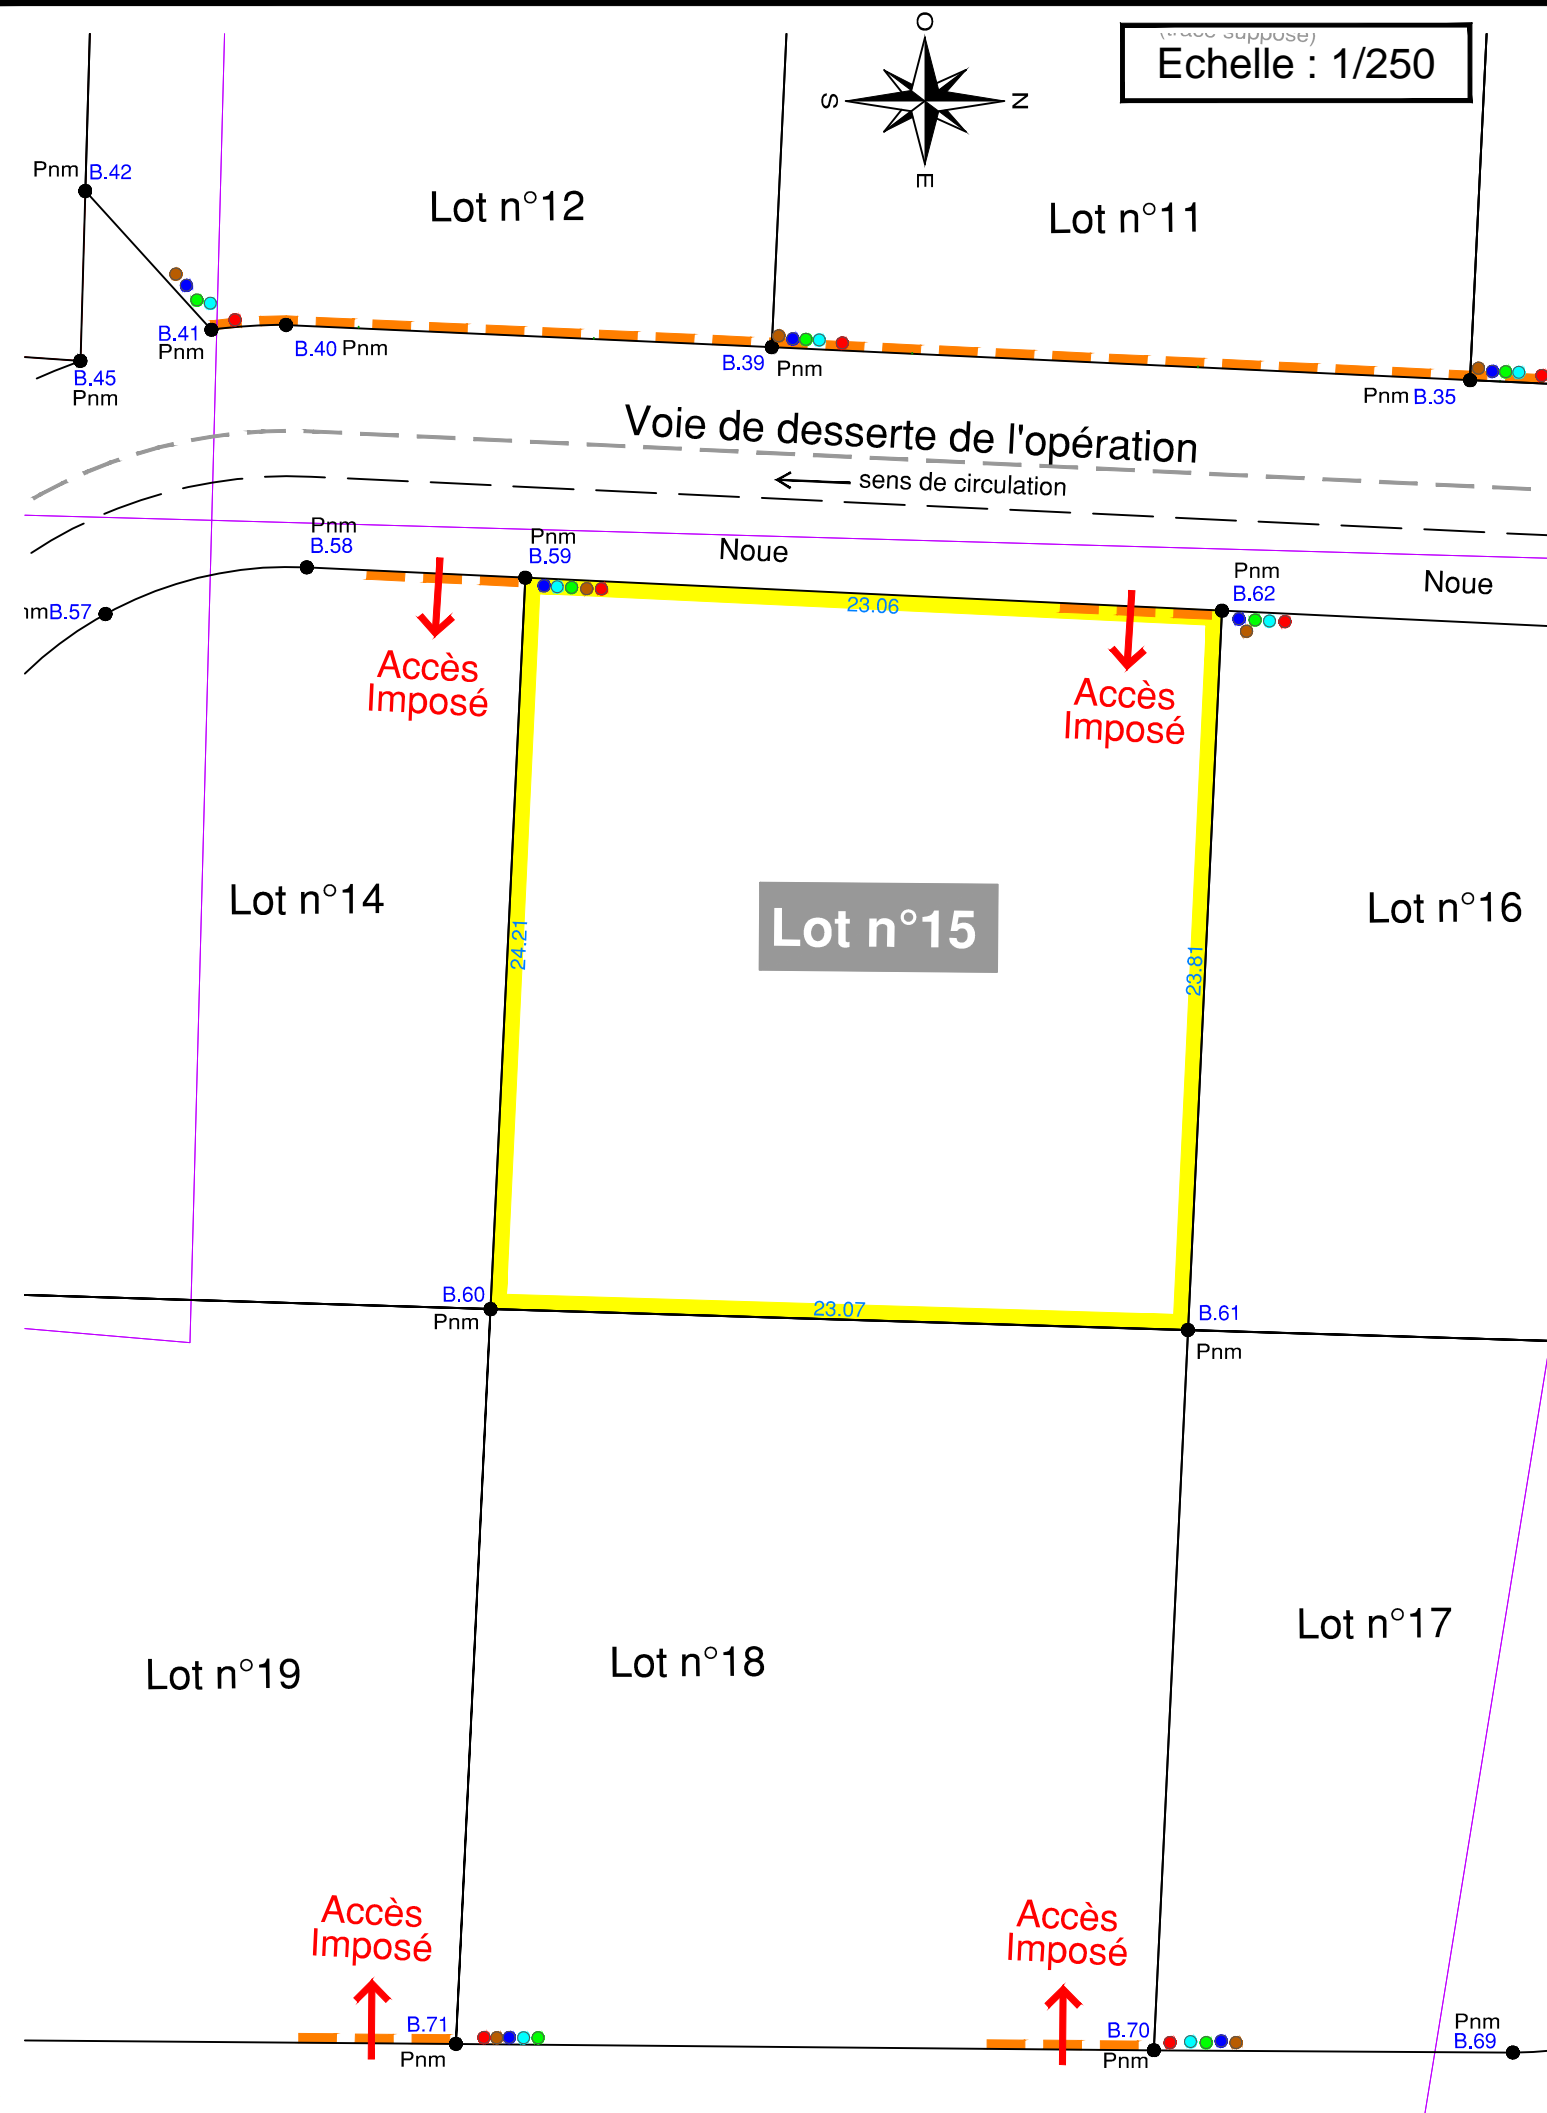 (tracé supposé)
Echelle : 1/250
O
S
N
E
Pnm
B.42
Lot n°12
Lot n°11
B.41
Pnm
B.40 Pnm
B.39
Pnm
B.45
Pnm
Pnm B.35
Voie de desserte de l'opération
sens de circulation
Pnm
B.58
Pnm
B.59
Noue
Pnm
B.62
Noue
nmB.57
23.06
Accès
Imposé
Accès
Imposé
Lot n°14
Lot n°15
Lot n°16
24.21
23.81
B.60
Pnm
23.07
B.61
Pnm
Lot n°17
Lot n°19
Lot n°18
Accès
Imposé
Accès
Imposé
B.71
Pnm
B.70
Pnm
Pnm
B.69